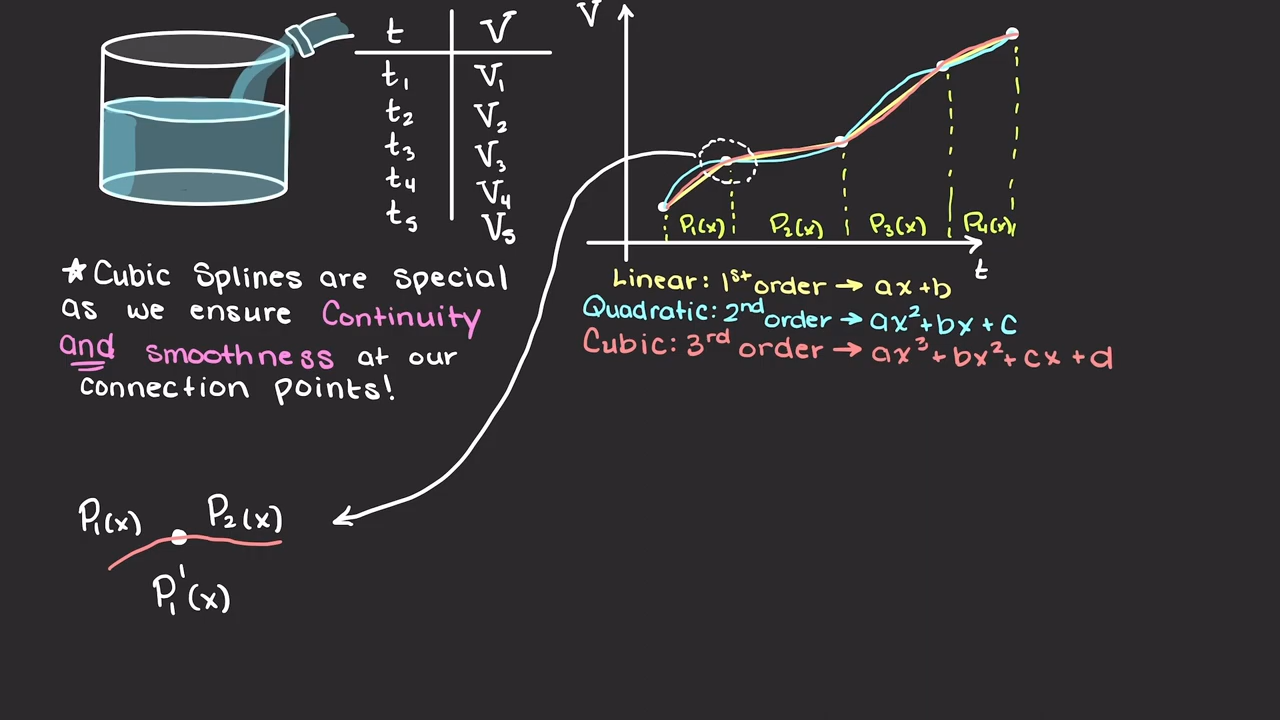 t V
t₁ V₁
t₂ V₂
t₃ V₃
t₄ V₄
t₅ V₅
V
P₁(x) P₂(x) P₃(x) P₄(x)
t
Linear: 1st order → ax+b
Quadratic: 2nd order → ax²+bx+c
Cubic: 3rd order → ax³+bx²+cx+d
★Cubic Splines are special
as we ensure Continuity
and smoothness at our
connection points!
P₁(x) P₂(x)
P₁'(x)